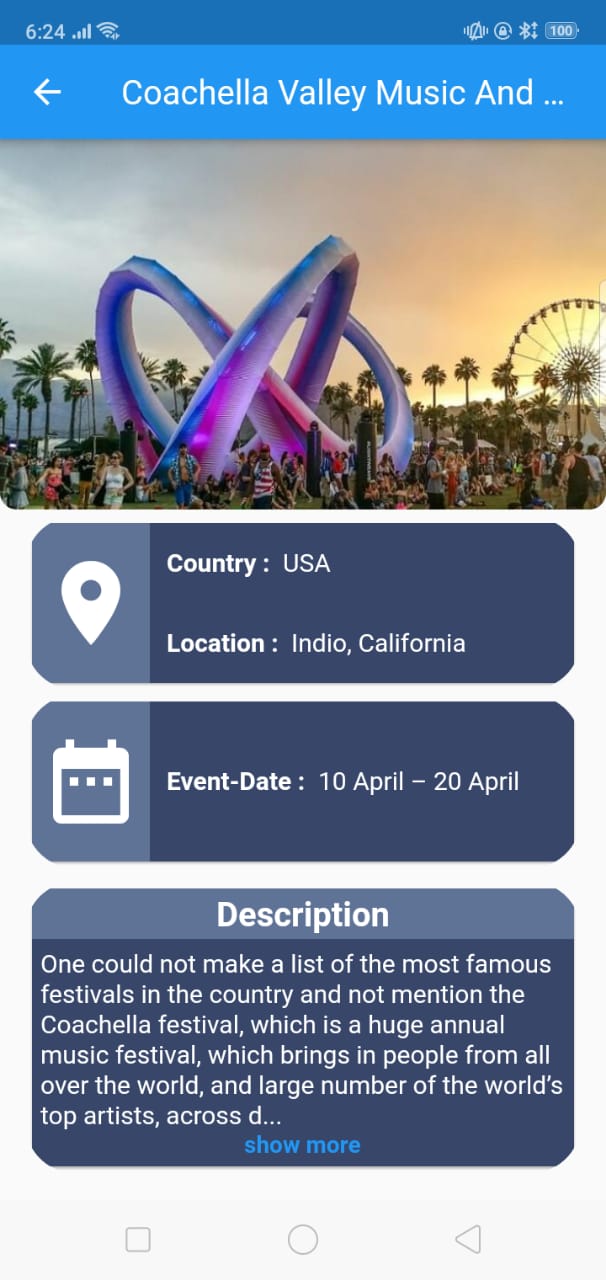 6:24
100
Coachella Valley Music And ...
Country : USA
Location : Indio, California
Event-Date : 10 April – 20 April
Description
One could not make a list of the most famous
festivals in the country and not mention the
Coachella festival, which is a huge annual
music festival, which brings in people from all
over the world, and large number of the world’s
top artists, across d...
show more